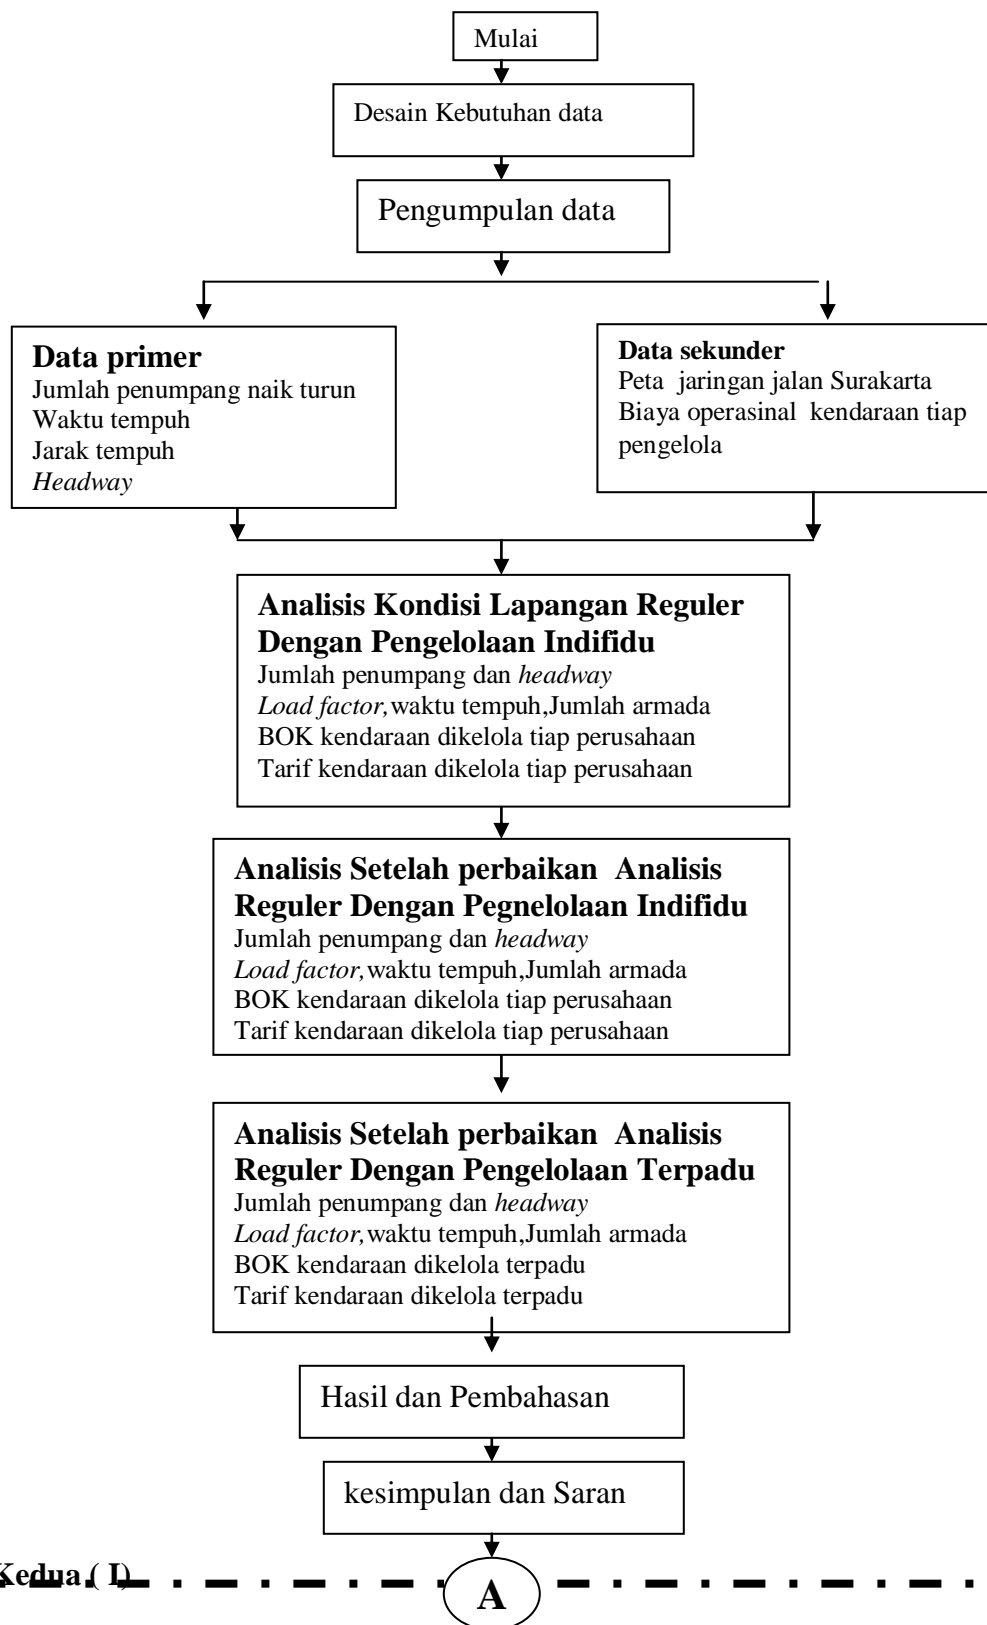 Mulai
Desain Kebutuhan data
Pengumpulan data
Data primer
Jumlah penumpang naik turun
Waktu tempuh
Jarak tempuh
Headway
Data sekunder
Peta jaringan jalan Surakarta
Biaya operasinal kendaraan tiap
pengelola
Analisis Kondisi Lapangan Reguler
Dengan Pengelolaan Indifidu
Jumlah penumpang dan headway
Load factor,waktu tempuh,Jumlah armada
BOK kendaraan dikelola tiap perusahaan
Tarif kendaraan dikelola tiap perusahaan
Analisis Setelah perbaikan Analisis
Reguler Dengan Pegnelolaan Indifidu
Jumlah penumpang dan headway
Load factor,waktu tempuh,Jumlah armada
BOK kendaraan dikelola tiap perusahaan
Tarif kendaraan dikelola tiap perusahaan
Analisis Setelah perbaikan Analisis
Reguler Dengan Pengelolaan Terpadu
Jumlah penumpang dan headway
Load factor,waktu tempuh,Jumlah armada
BOK kendaraan dikelola terpadu
Tarif kendaraan dikelola terpadu
Hasil dan Pembahasan
kesimpulan dan Saran
Kedua ( I)
A